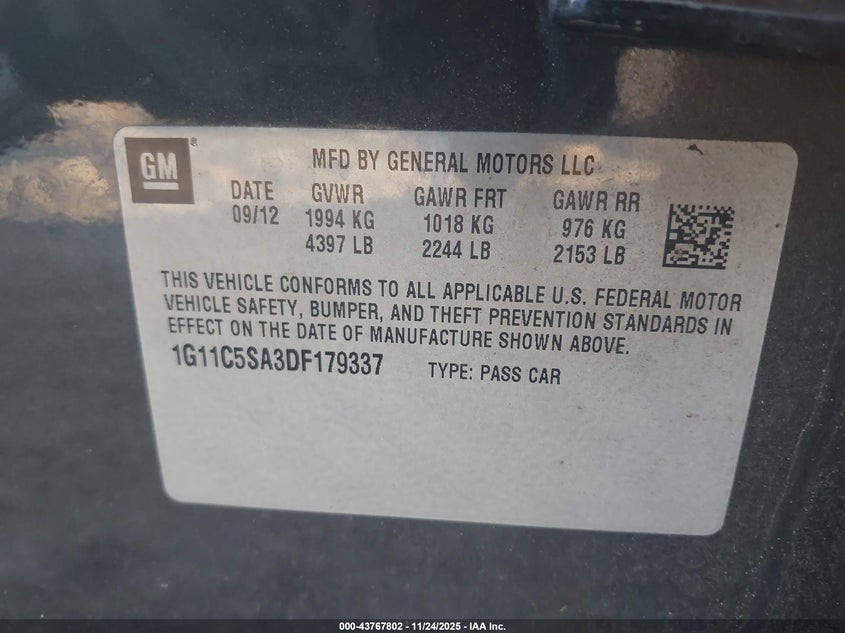 GM ®
MFD BY GENERAL MOTORS LLC
DATE GVWR GAWR FRT GAWR RR
09/12 1994 KG 1018 KG 976 KG
4397 LB 2244 LB 2153 LB
THIS VEHICLE CONFORMS TO ALL APPLICABLE U.S. FEDERAL MOTOR
VEHICLE SAFETY, BUMPER, AND THEFT PREVENTION STANDARDS IN
EFFECT ON THE DATE OF MANUFACTURE SHOWN ABOVE.
1G11C5SA3DF179337 TYPE: PASS CAR
000-43767802 - 11/24/2025 - IAA Inc.